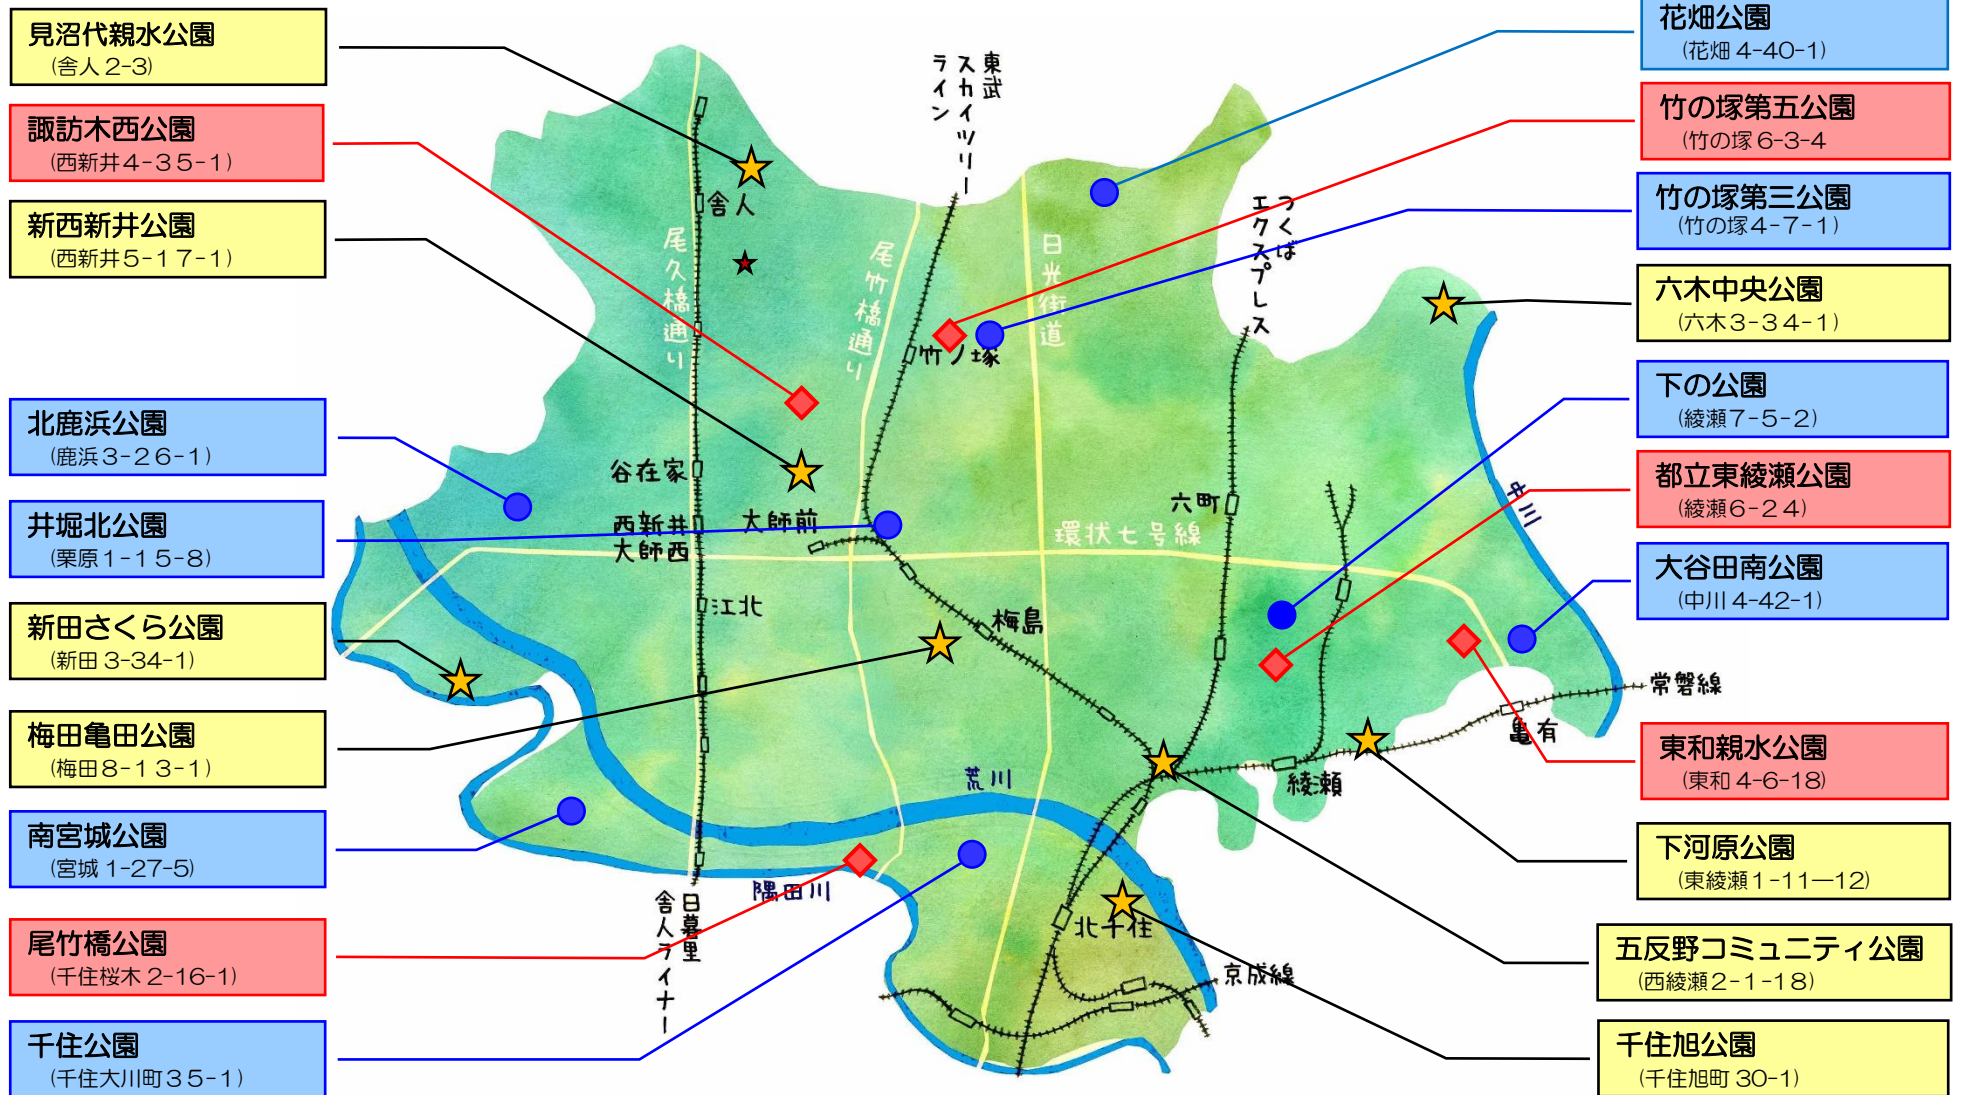 見沼代親水公園
(舎人2-3)
諏訪木西公園
(西新井4-35-1)
新西新井公園
(西新井5-17-1)
北鹿浜公園
(鹿浜3-26-1)
井堀北公園
(栗原1-15-8)
新田さくら公園
(新田3-34-1)
梅田亀田公園
(梅田8-13-1)
南宮城公園
(宮城1-27-5)
尾竹橋公園
(千住桜木2-16-1)
千住公園
(千住大川町35-1)
東武
スカイツリー
ライン
舎人
尾久橋通り
尾竹橋通り
日光街道
つくば
エクスプレス
竹ノ塚
谷在家
西新井
大師西
大師前
六町
環状七号線
中川
江北
梅島
常磐線
亀有
綾瀬
荒川
隅田川
日暮里
舎人ライナー
北千住
京成線
花畑公園
(花畑4-40-1)
竹の塚第五公園
(竹の塚6-3-4
竹の塚第三公園
(竹の塚4-7-1)
六木中央公園
(六木3-34-1)
下の公園
(綾瀬7-5-2)
都立東綾瀬公園
(綾瀬6-24)
大谷田南公園
(中川4-42-1)
東和親水公園
(東和4-6-18)
下河原公園
(東綾瀬1-11―12)
五反野コミュニティ公園
(西綾瀬2-1-18)
千住旭公園
(千住旭町30-1)